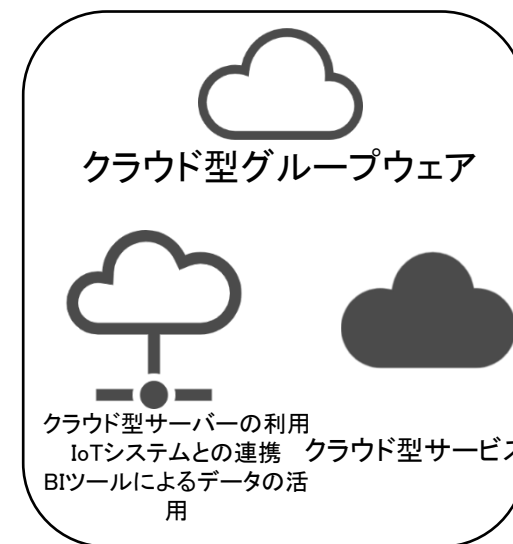 クラウド型グループウェア
クラウド型サーバーの利用
IoTシステムとの連携
BIツールによるデータの活
用
クラウド型サービス